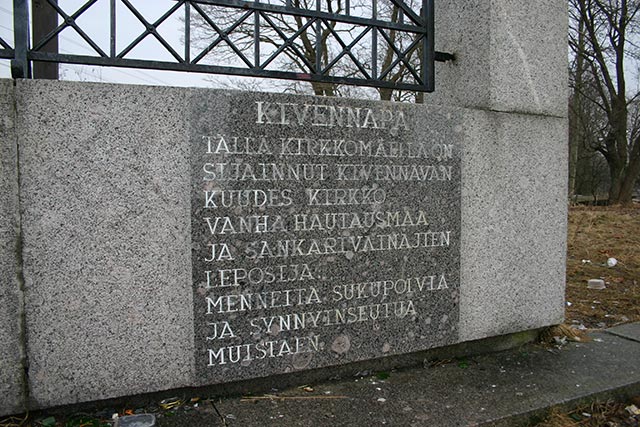 KIVENNAPA
TÄLLÄ KIRKKOMÄELLÄ ON
SIJAINNUT KIVENNAVAN
KUUDES KIRKKO
VANHA HAUTAUSMAA
JA SANKARIVAINAJIEN
LEPOSIJA.
MENNEITÄ SUKUPOLVIA
JA SYNNYINSEUTUA
MUISTAEN.